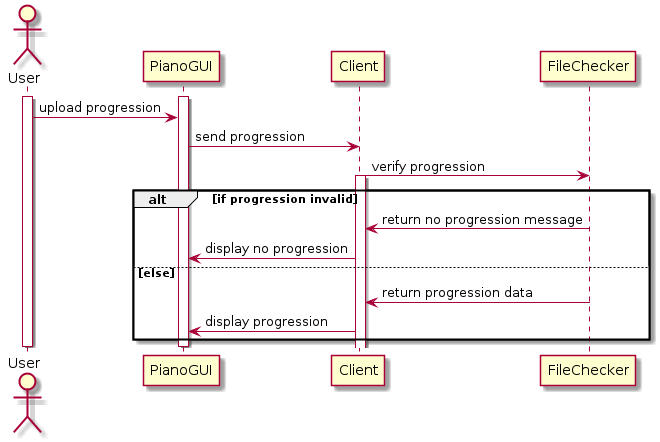 User
PianoGUI
Client
FileChecker
upload progression
send progression
verify progression
alt
[if progression invalid]
return no progression message
display no progression
[else]
return progression data
display progression
User
PianoGUI
Client
FileChecker